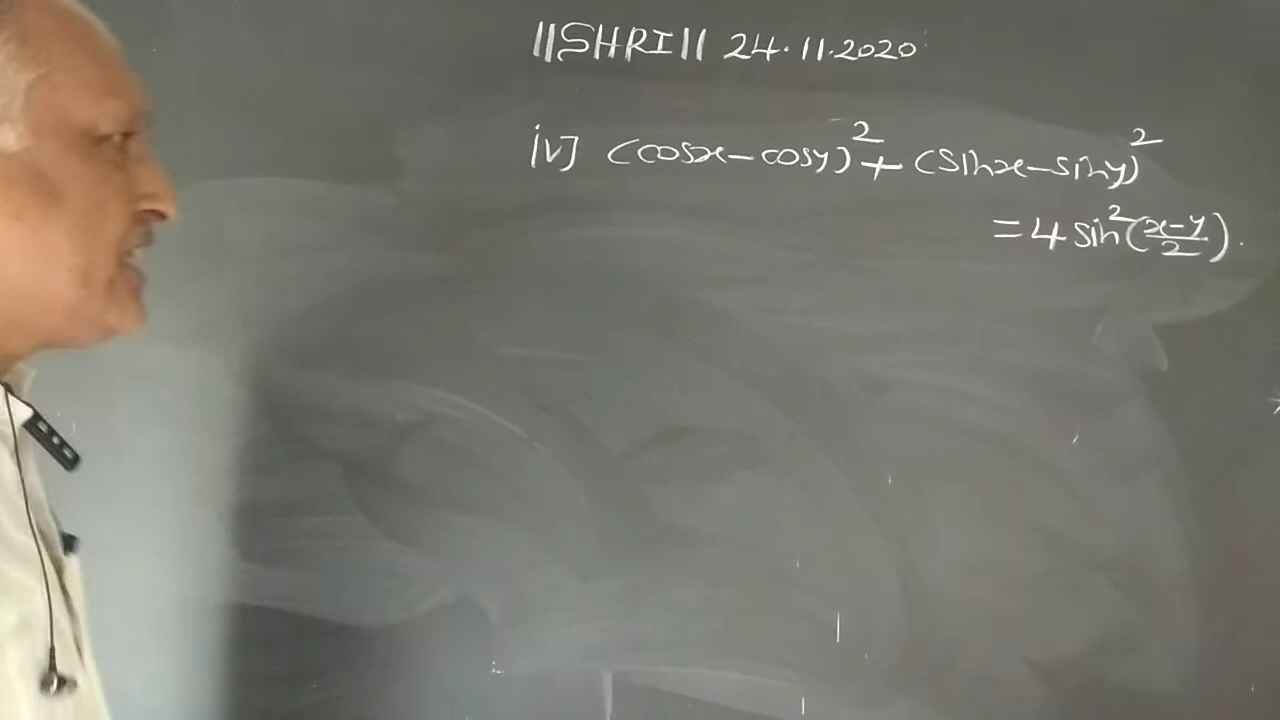 ||SHRI|| 24.11.2020
iv] (cosx-cosy)² + (sinx-siny)²
= 4 sin²(x-y/2).